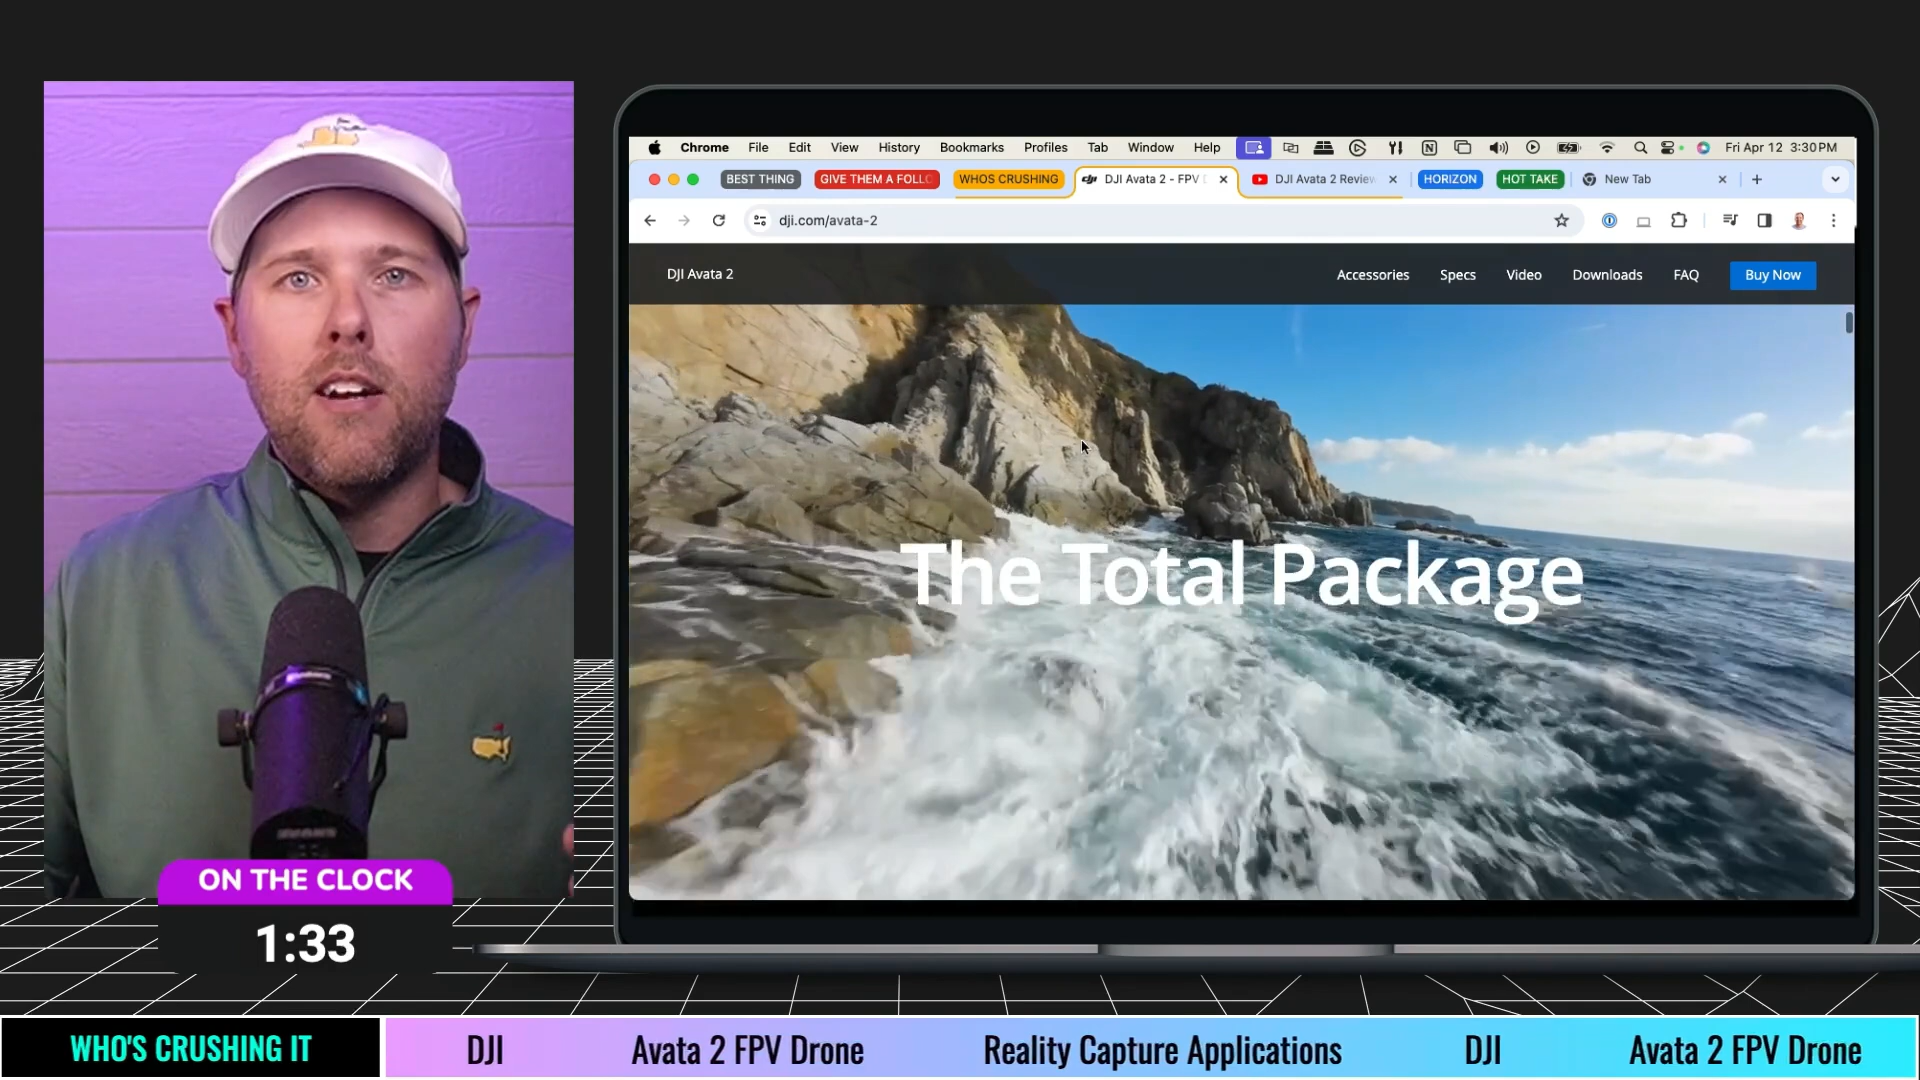 Chrome File Edit View History Bookmarks Profiles Tab Window Help Fri Apr 12 3:30 PM
BEST THING GIVE THEM A FOLLO WHOS CRUSHING DJI Avata 2 - FPV DJI Avata 2 Review HORIZON HOT TAKE New Tab
dji.com/avata-2
DJI Avata 2 Accessories Specs Video Downloads FAQ Buy Now
The Total Package
ON THE CLOCK
1:33
WHO'S CRUSHING IT DJI Avata 2 FPV Drone Reality Capture Applications DJI Avata 2 FPV Drone